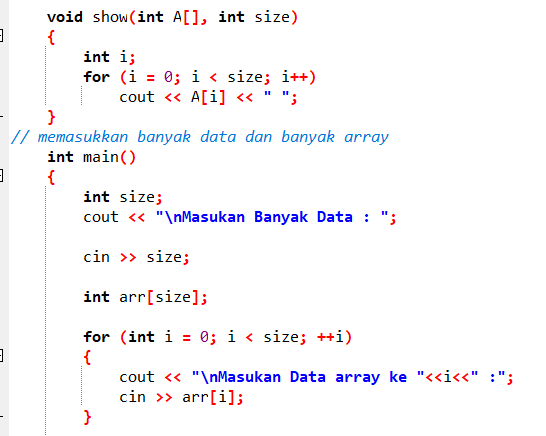 void show(int A[], int size)
{
int i;
for (i = 0; i < size; i++)
cout << A[i] << " ";
}
// memasukkan banyak data dan banyak array
int main()
{
int size;
cout << "\nMasukan Banyak Data : ";
cin >> size;
int arr[size];
for (int i = 0; i < size; ++i)
{
cout << "\nMasukan Data array ke "<<i<<" :";
cin >> arr[i];
}